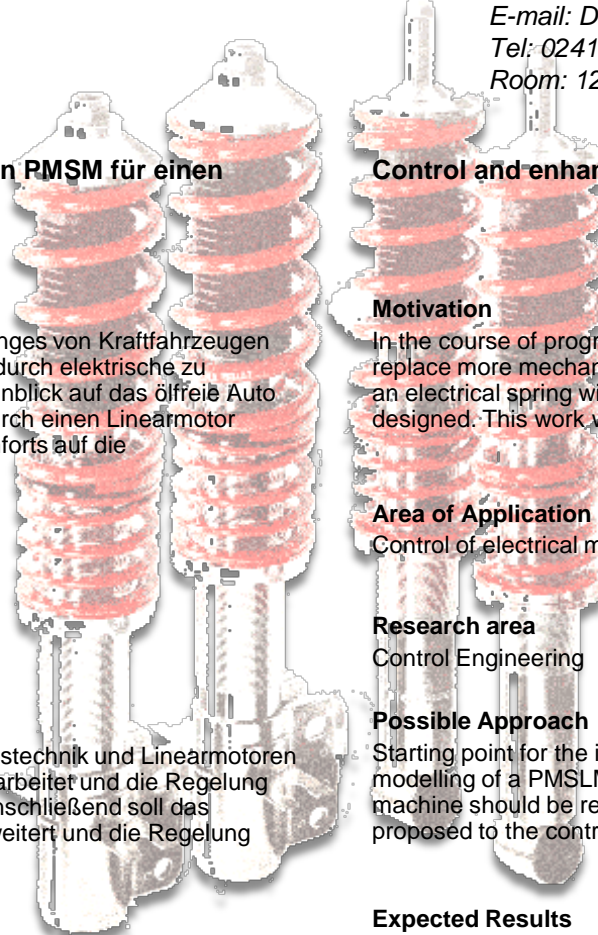 E-mail: D
Tel: 0241
Room: 12
n PMSM für einen
nges von Kraftfahrzeugen
durch elektrische zu
nblick auf das ölfreie Auto
rch einen Linearmotor
forts auf die
stechnik und Linearmotoren
arbeitet und die Regelung
nschließend soll das
weitert und die Regelung
Control and enhan
Motivation
In the course of progr
replace more mechan
an electrical spring wi
designed. This work w
Area of Application
Control of electrical m
Research area
Control Engineering
Possible Approach
Starting point for the i
modelling of a PMSLM
machine should be re
proposed to the contr
Expected Results